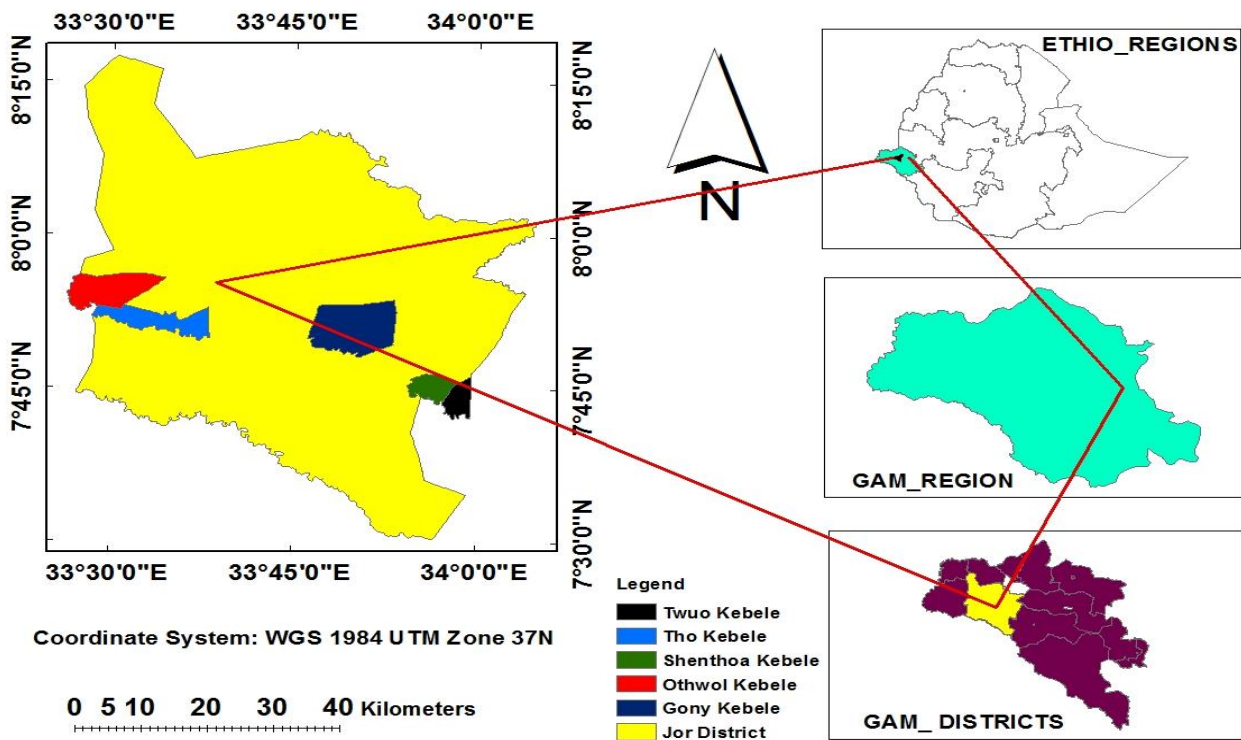 33°30'0"E 33°45'0"E 34°0'0"E
8°15'0"N
8°0'0"N
7°45'0"N
8°15'0"N
8°0'0"N
7°45'0"N
7°30'0"N
33°30'0"E 33°45'0"E 34°0'0"E
Coordinate System: WGS 1984 UTM Zone 37N
0 5 10 20 30 40 Kilometers
N
Legend
Twuo Kebele
Tho Kebele
Shenthoa Kebele
Othwol Kebele
Gony Kebele
Jor District
ETHIO_REGIONS
GAM_REGION
GAM_ DISTRICTS